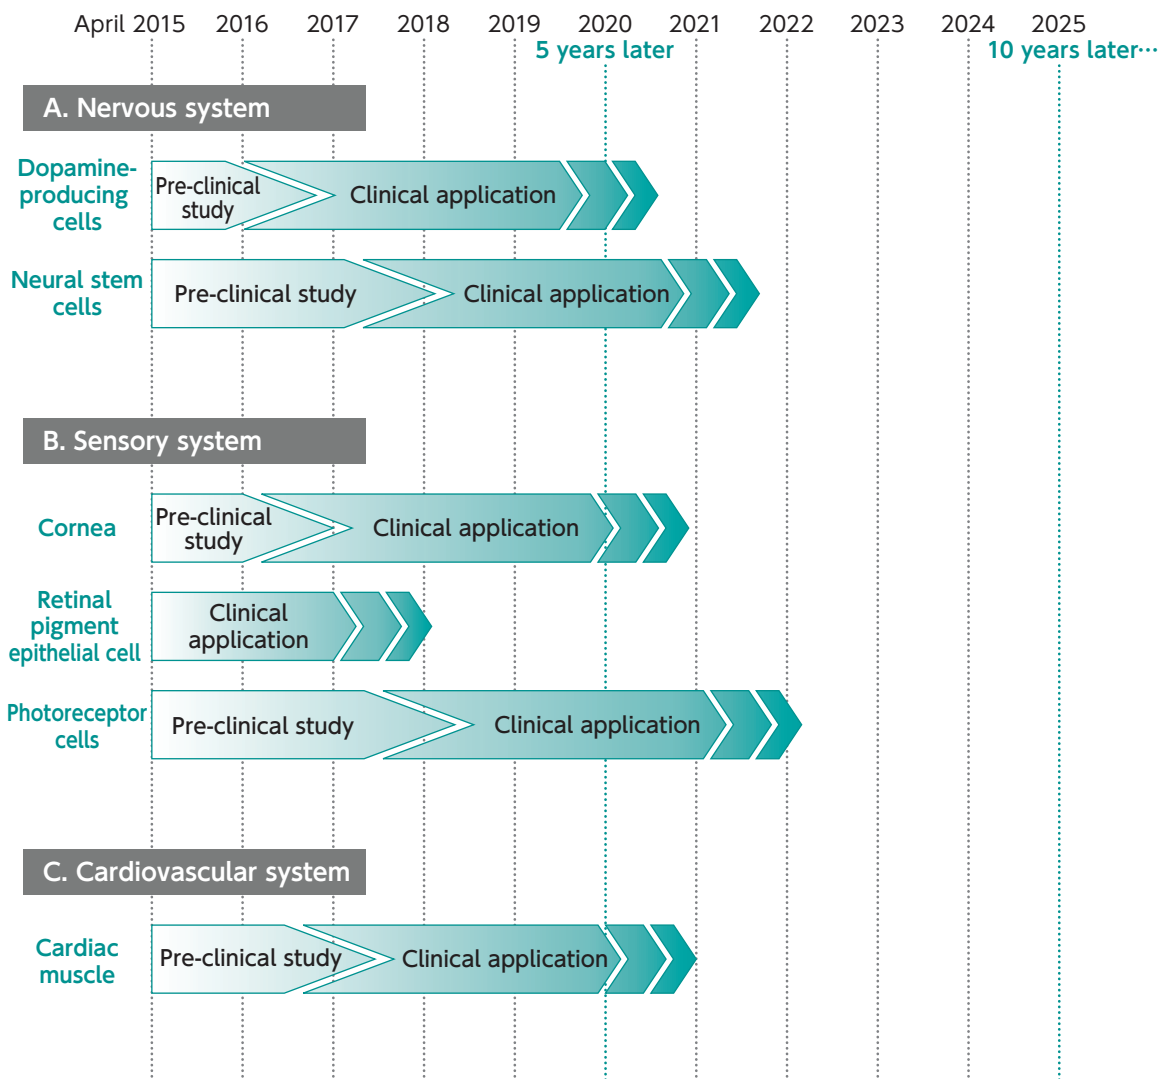 April 2015 2016 2017 2018 2019 2020 2021 2022 2023 2024 2025
5 years later 10 years later…
A. Nervous system
Dopamine-
producing
cells
Pre-clinical
study
Clinical application
Neural stem
cells
Pre-clinical study
Clinical application
B. Sensory system
Cornea
Pre-clinical
study
Clinical application
Retinal
pigment
epithelial cell
Clinical
application
Photoreceptor
cells
Pre-clinical study
Clinical application
C. Cardiovascular system
Cardiac
muscle
Pre-clinical study
Clinical application